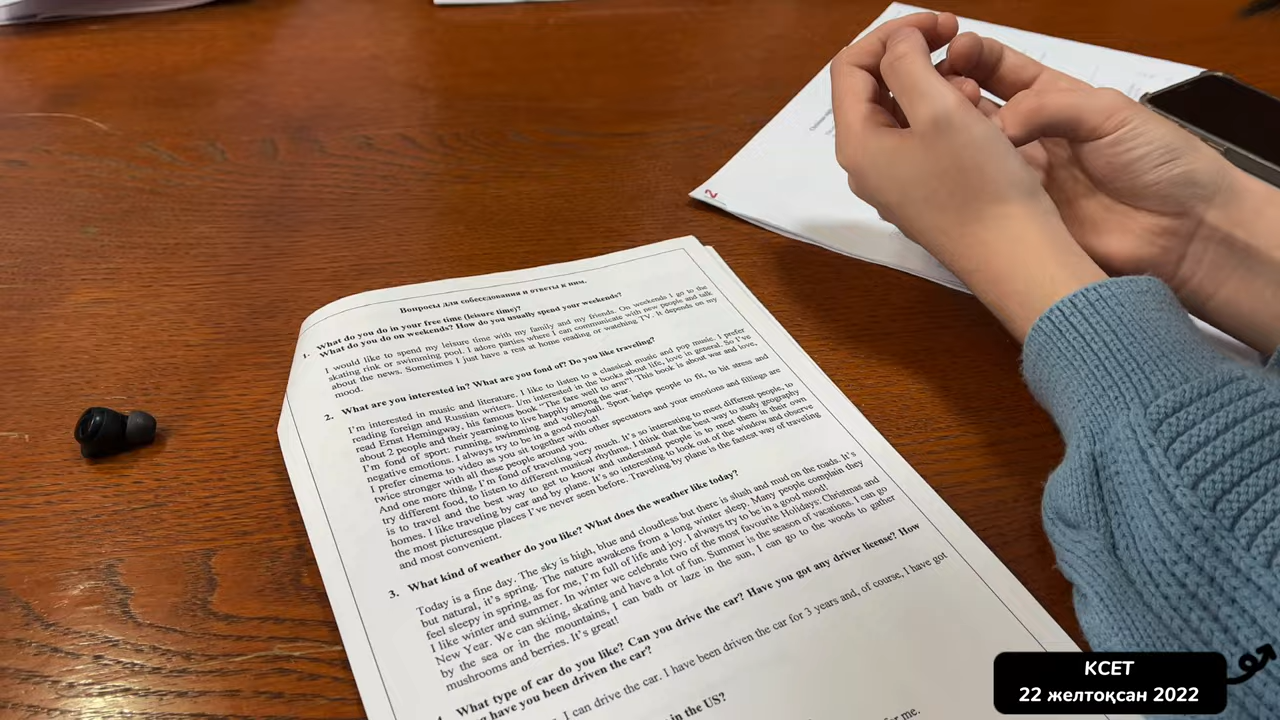 2
Вопросы для собеседования и ответы к ним.
1. What do you do in your free time (leisure time)?
What do you do on weekends? How do you usually spend your weekends?
I would like to spend my leisure time with my family and my friends. On weekends I go to the
skating rink or swimming pool. I adore parties where I can communicate with new people and talk
about the news. Sometimes I just have a rest at home reading or watching TV. It depends on my
mood.
2. What are you interested in? What are you fond of? Do you like traveling?
I'm interested in music and literature. I like to listen to a classical music and pop music. I prefer
reading foreign and Russian writers. I'm interested in the books about life, love in general. So I've
read Ernst Hemingway, his famous book "The fare will to arm"! This book is about war and love,
about 2 people and their yearning to live happily among the war.
I'm fond of sport: running, swimming and volleyball. Sport helps people to fit, to bit stress and
negative emotions. I always try to be in a good mood!
I prefer cinema to video as you sit together with other spectators and your emotions and fillings are
twice stronger with all these people around you.
And one more thing, I'm fond of traveling very much. It's so interesting to meet different people, to
try different food, to listen to different musical rhythms. I think that the best way to study geography
is to travel and the best way to get to know and understand people is to meet them in their own
homes. I like traveling by car and by plane. It's so interesting to look out of the window and observe
the most picturesque places I've never seen before. Traveling by plane is the fastest way of traveling
and most convenient.
3. What kind of weather do you like? What does the weather like today?
Today is a fine day. The sky is high, blue and cloudless but there is slush and mud on the roads. It's
but natural, it's spring. The nature awakens from a long winter sleep. Many people complain they
feel sleepy in spring, as for me, I'm full of life and joy. I always try to be in a good mood!
I like winter and summer. In winter we celebrate two of the most favourite Holidays: Christmas and
New Year. We can skiing, skating and have a lot of fun. Summer is the season of vacations. I can go
by the sea or in the mountains, I can bath or laze in the sun, I can go to the woods to gather
mushrooms and berries. It's great!
What type of car do you like? Can you drive the car? Have you got any driver license? How
have you been driven the car?
I can drive the car. I have been driven the car for 3 years and, of course, I have got
in the US?
for me.
КСЕТ
22 желтоқсан 2022